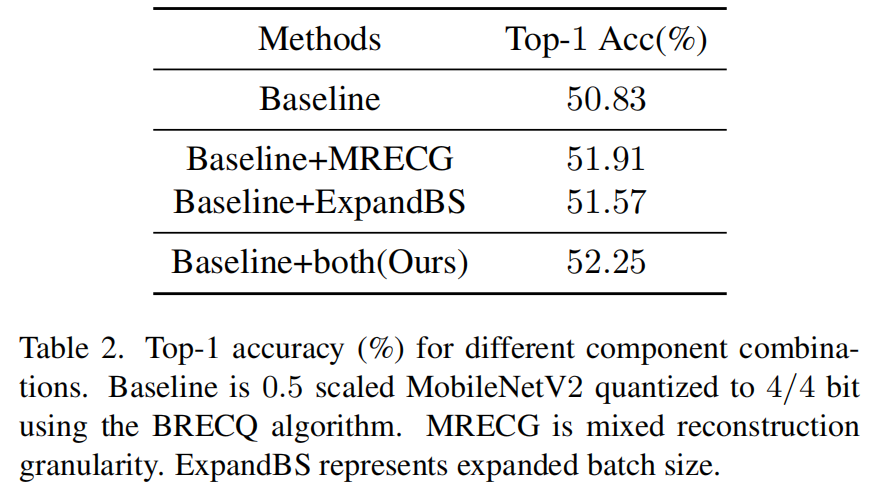 Methods Top-1 Acc(%)
Baseline 50.83
Baseline+MRECG 51.91
Baseline+ExpandBS 51.57
Baseline+both(Ours) 52.25
Table 2. Top-1 accuracy (%) for different component combina-
tions. Baseline is 0.5 scaled MobileNetV2 quantized to 4/4 bit
using the BRECQ algorithm. MRECG is mixed reconstruction
granularity. ExpandBS represents expanded batch size.